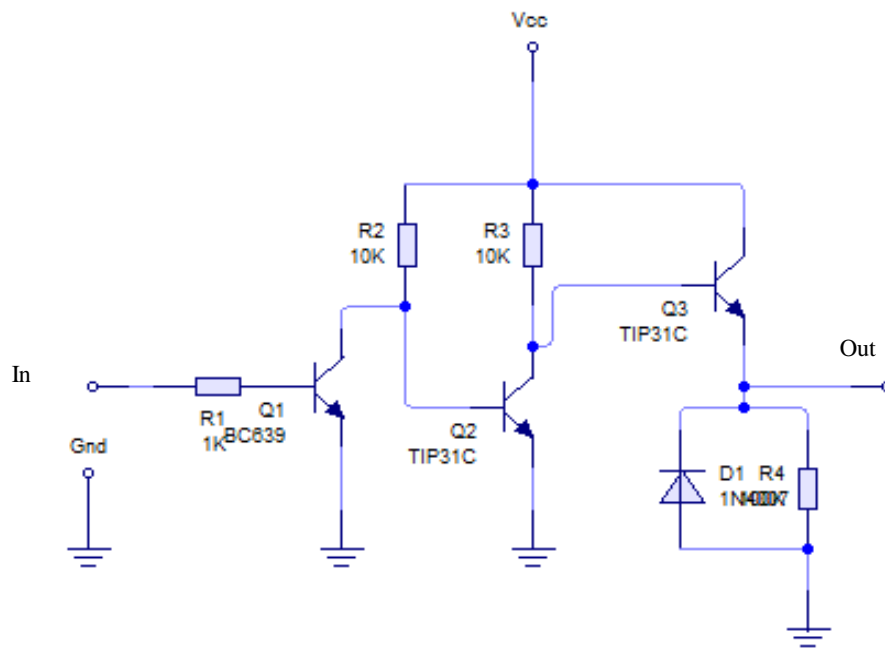 Vcc
R2
10K
R3
10K
Q3
TIP31C
Out
In
R1
1K
Q1
BC639
Q2
TIP31C
Gnd
D1
R4